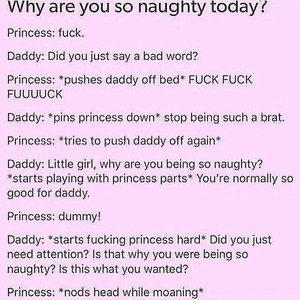 Why are you so naughty today?
Princess: fuck.
Daddy: Did you just say a bad word?
Princess: *pushes daddy off bed* FUCK FUCK
FUUUUCK
Daddy: *pins princess down* stop being such a brat.
Princess: *tries to push daddy off again*
Daddy: Little girl, why are you being so naughty?
*starts playing with princess parts* You're normally so
good for daddy.
Princess: dummy!
Daddy: *starts fucking princess hard* Did you just
need attention? Is that why you were being so
naughty? Is this what you wanted?
Princess: *nods head while moaning*